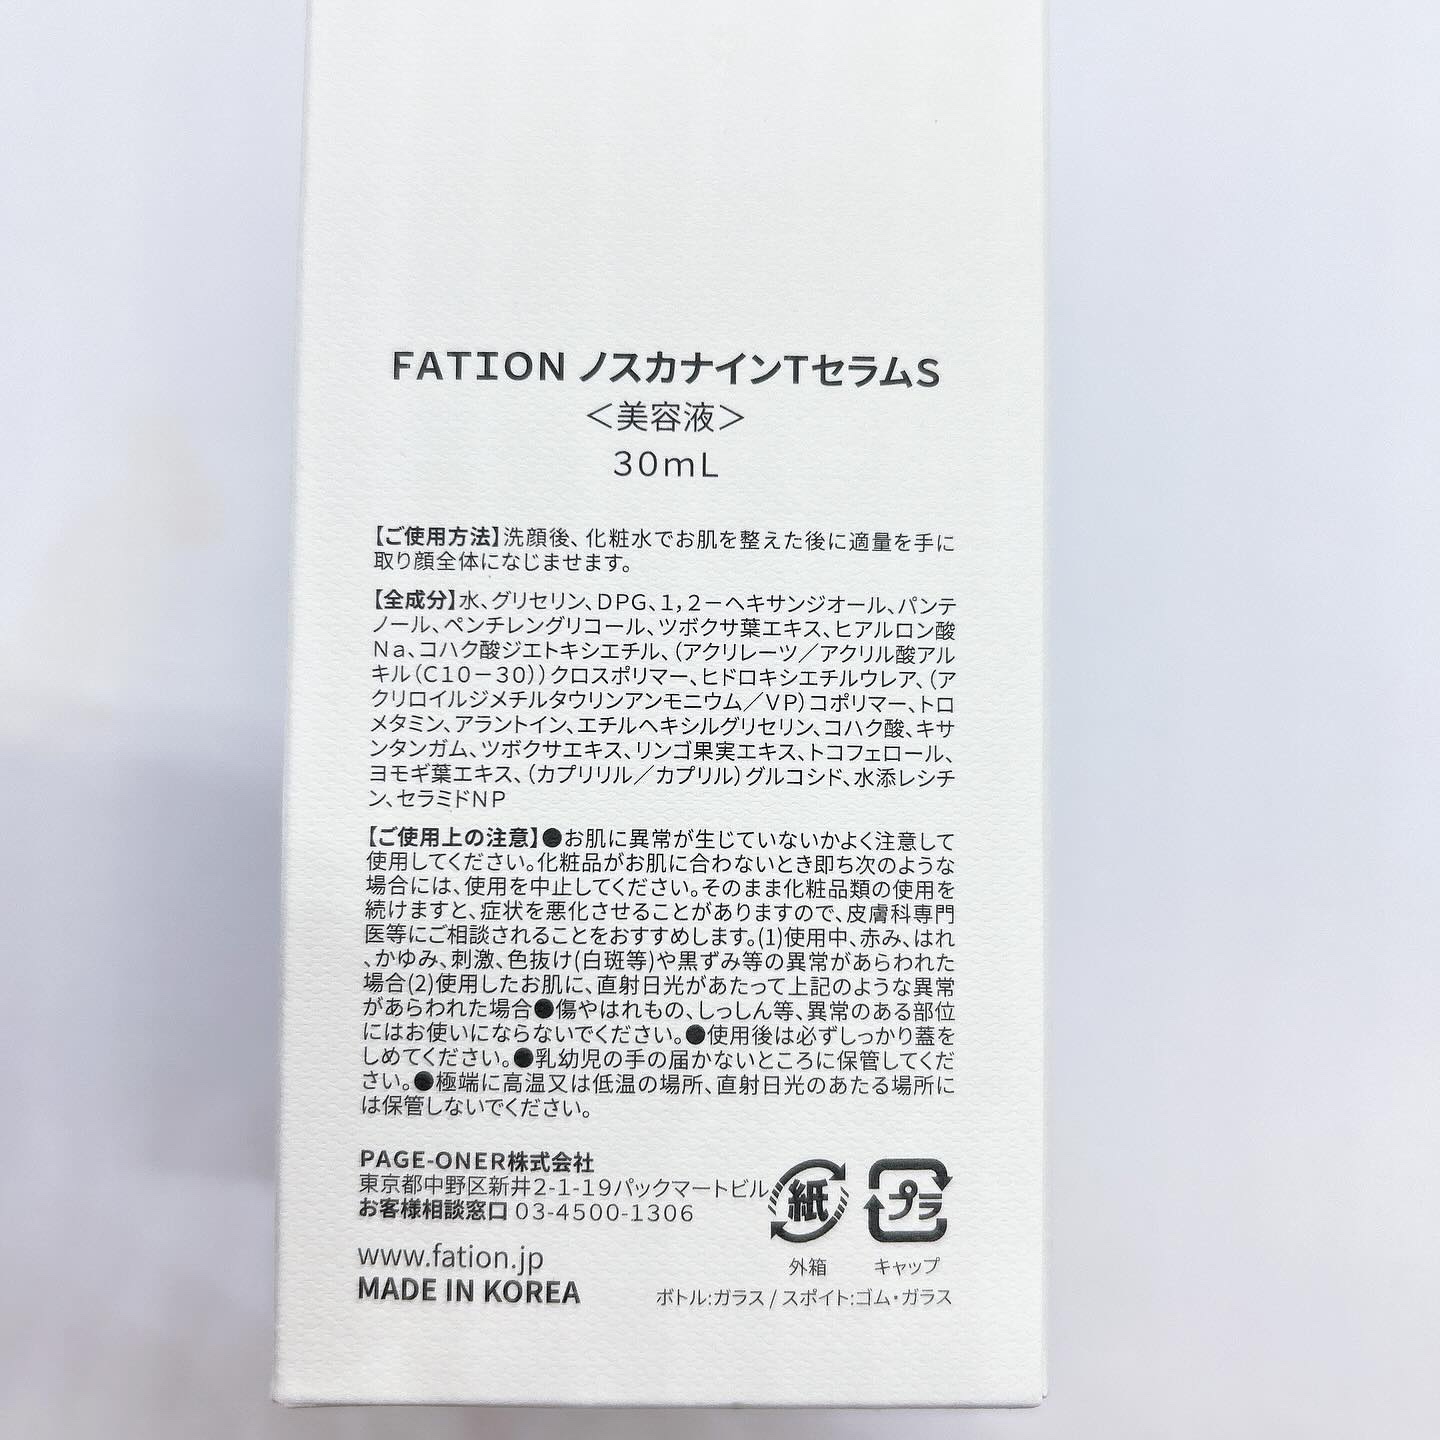 FATION ノスカナインTセラムS
＜美容液＞
30mL
【ご使用方法】洗顔後、化粧水でお肌を整えた後に適量を手に
取り顔全体になじませます。
【全成分】水、グリセリン、DPG、1，2－ヘキサンジオール、パンテ
ノール、ペンチレングリコール、ツボクサ葉エキス、ヒアルロン酸
Na、コハク酸ジエトキシエチル、（アクリレーツ／アクリル酸アル
キル（C10－30））クロスポリマー、ヒドロキシエチルウレア、（ア
クリロイルジメチルタウリンアンモニウム／VP）コポリマー、トロ
メタミン、アラントイン、エチルヘキシルグリセリン、コハク酸、キサ
ンタンガム、ツボクサエキス、リンゴ果実エキス、トコフェロール、
ヨモギ葉エキス、（カプリリル／カプリル）グルコシド、水添レシチ
ン、セラミドNP
【ご使用上の注意】●お肌に異常が生じていないかよく注意して
使用してください。化粧品がお肌に合わないとき即ち次のような
場合には、使用を中止してください。そのまま化粧品類の使用を
続けますと、症状を悪化させることがありますので、皮膚科専門
医等にご相談されることをおすすめします。(1)使用中、赤み、はれ
、かゆみ、刺激、色抜け(白斑等)や黒ずみ等の異常があらわれた
場合(2)使用したお肌に、直射日光があたって上記のような異常
があらわれた場合●傷やはれもの、しっしん等、異常のある部位
にはお使いにならないでください。●使用後は必ずしっかり蓋を
しめてください。●乳幼児の手の届かないところに保管してくだ
さい。●極端に高温又は低温の場所、直射日光のあたる場所に
は保管しないでください。
PAGE-ONER株式会社
東京都中野区新井2-1-19パックマートビル
お客様相談窓口 03-4500-1306
www.fation.jp
MADE IN KOREA
紙
外箱
プラ
キャップ
ボトル:ガラス / スポイト:ゴム・ガラス